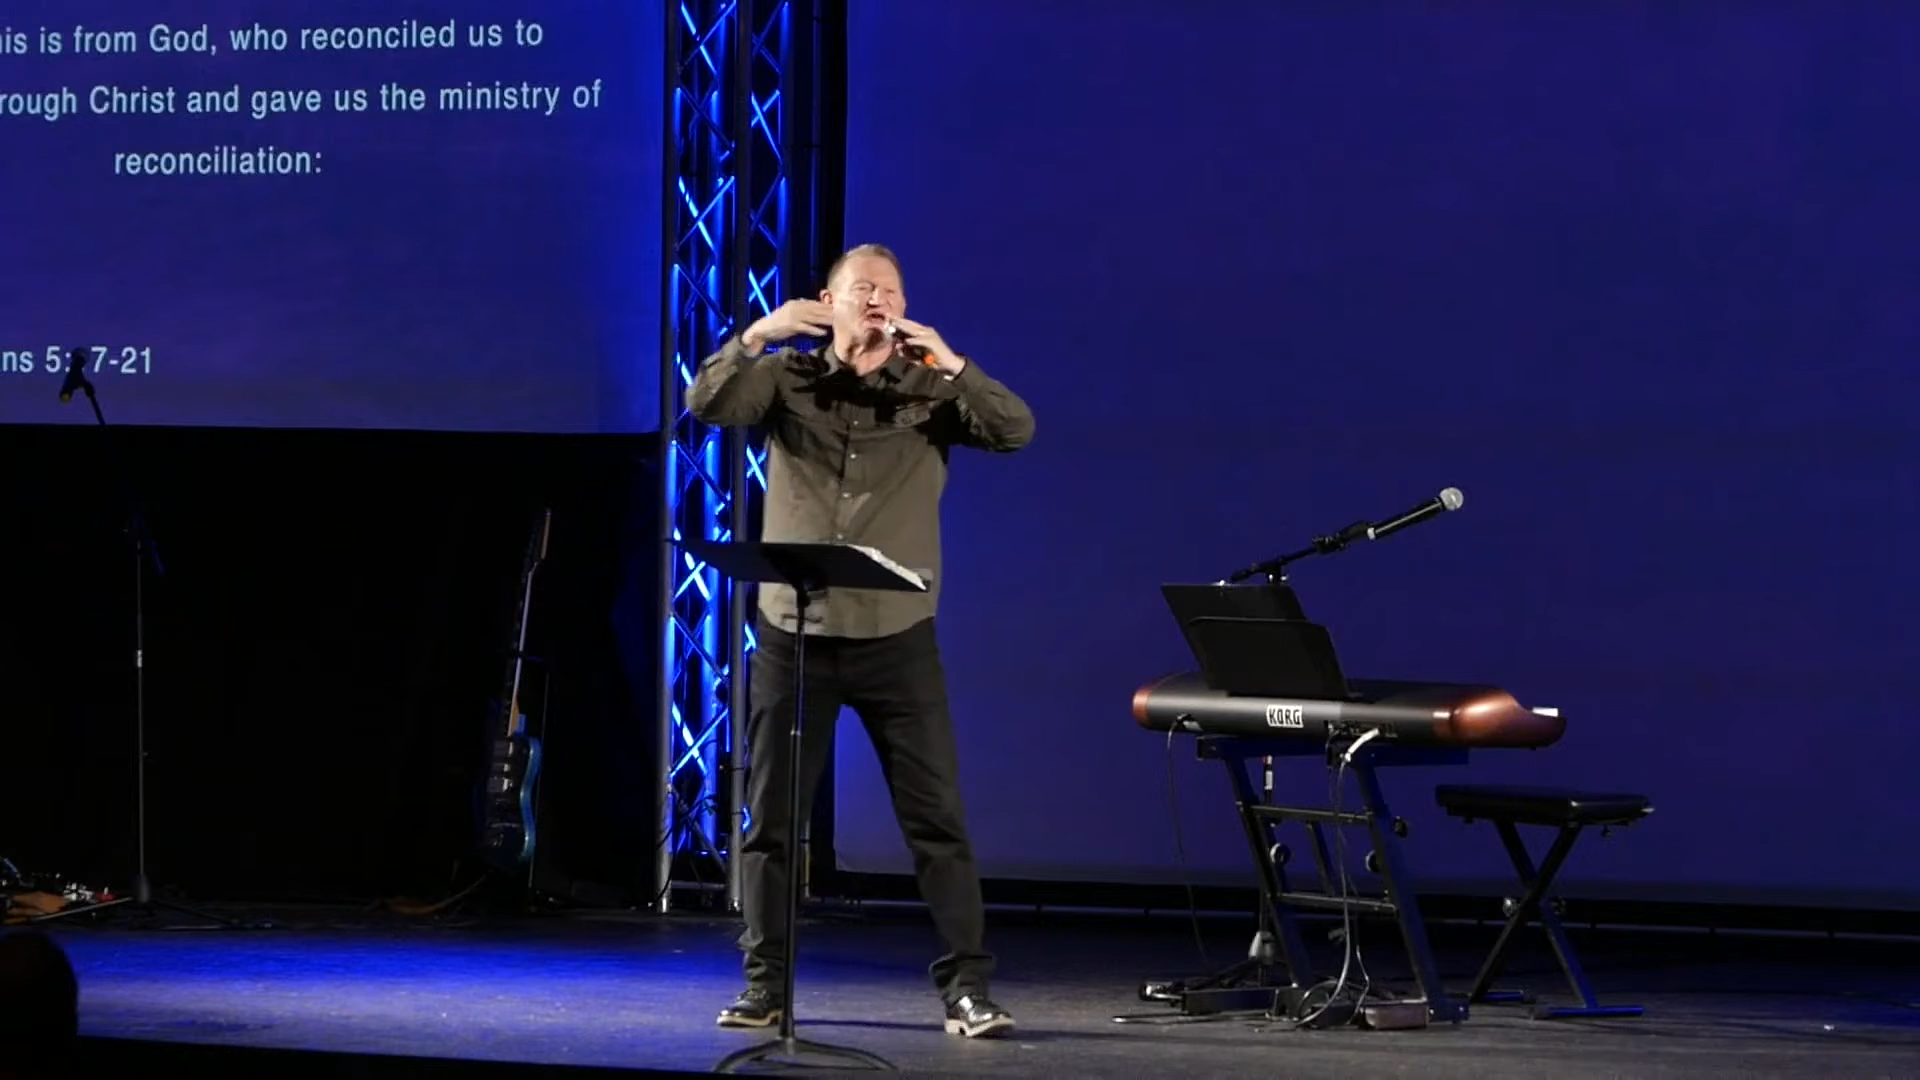 is is from God, who reconciled us to
rough Christ and gave us the ministry of
reconciliation:
ns 5: 7-21
KORG